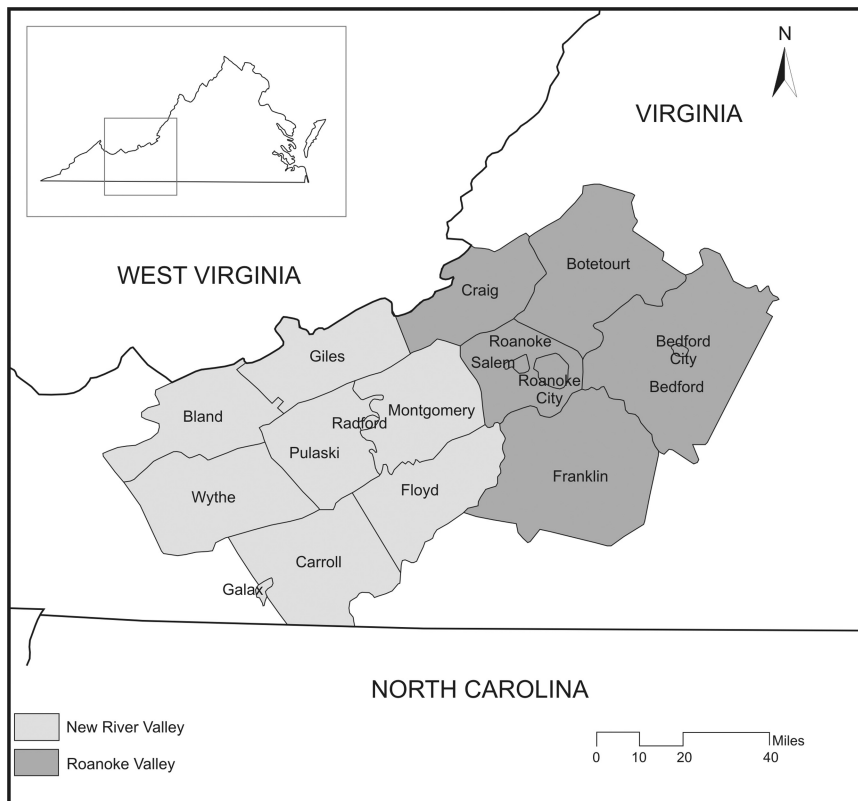 N
VIRGINIA
WEST VIRGINIA
Botetourt
Craig
Roanoke
Bedford
City
Giles
Salem
Roanoke
City
Bedford
Bland
Montgomery
Radford
Pulaski
Floyd
Franklin
Wythe
Carroll
Galax
NORTH CAROLINA
New River Valley
Roanoke Valley
Miles
0 10 20 40